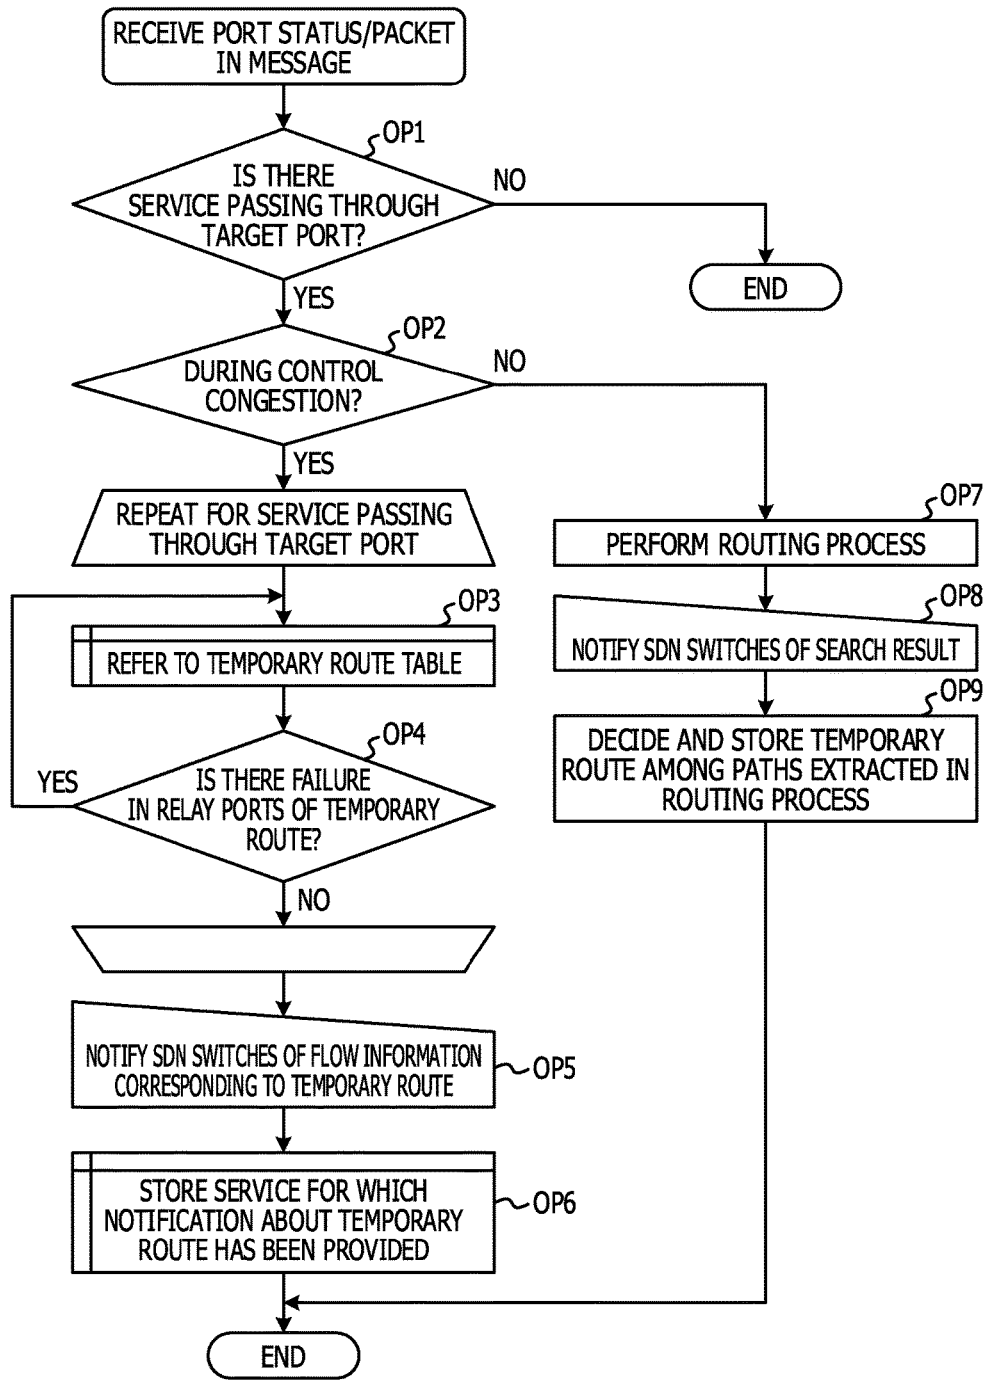 RECEIVE PORT STATUS/PACKET
IN MESSAGE
OP1
IS THERE
SERVICE PASSING THROUGH
TARGET PORT?
NO
END
YES
OP2
DURING CONTROL
CONGESTION?
NO
YES
REPEAT FOR SERVICE PASSING
THROUGH TARGET PORT
OP3
REFER TO TEMPORARY ROUTE TABLE
OP4
IS THERE FAILURE
IN RELAY PORTS OF TEMPORARY
ROUTE?
YES
NO
NOTIFY SDN SWITCHES OF FLOW INFORMATION
CORRESPONDING TO TEMPORARY ROUTE
OP5
STORE SERVICE FOR WHICH
NOTIFICATION ABOUT TEMPORARY
ROUTE HAS BEEN PROVIDED
OP6
OP7
PERFORM ROUTING PROCESS
OP8
NOTIFY SDN SWITCHES OF SEARCH RESULT
OP9
DECIDE AND STORE TEMPORARY
ROUTE AMONG PATHS EXTRACTED IN
ROUTING PROCESS
END